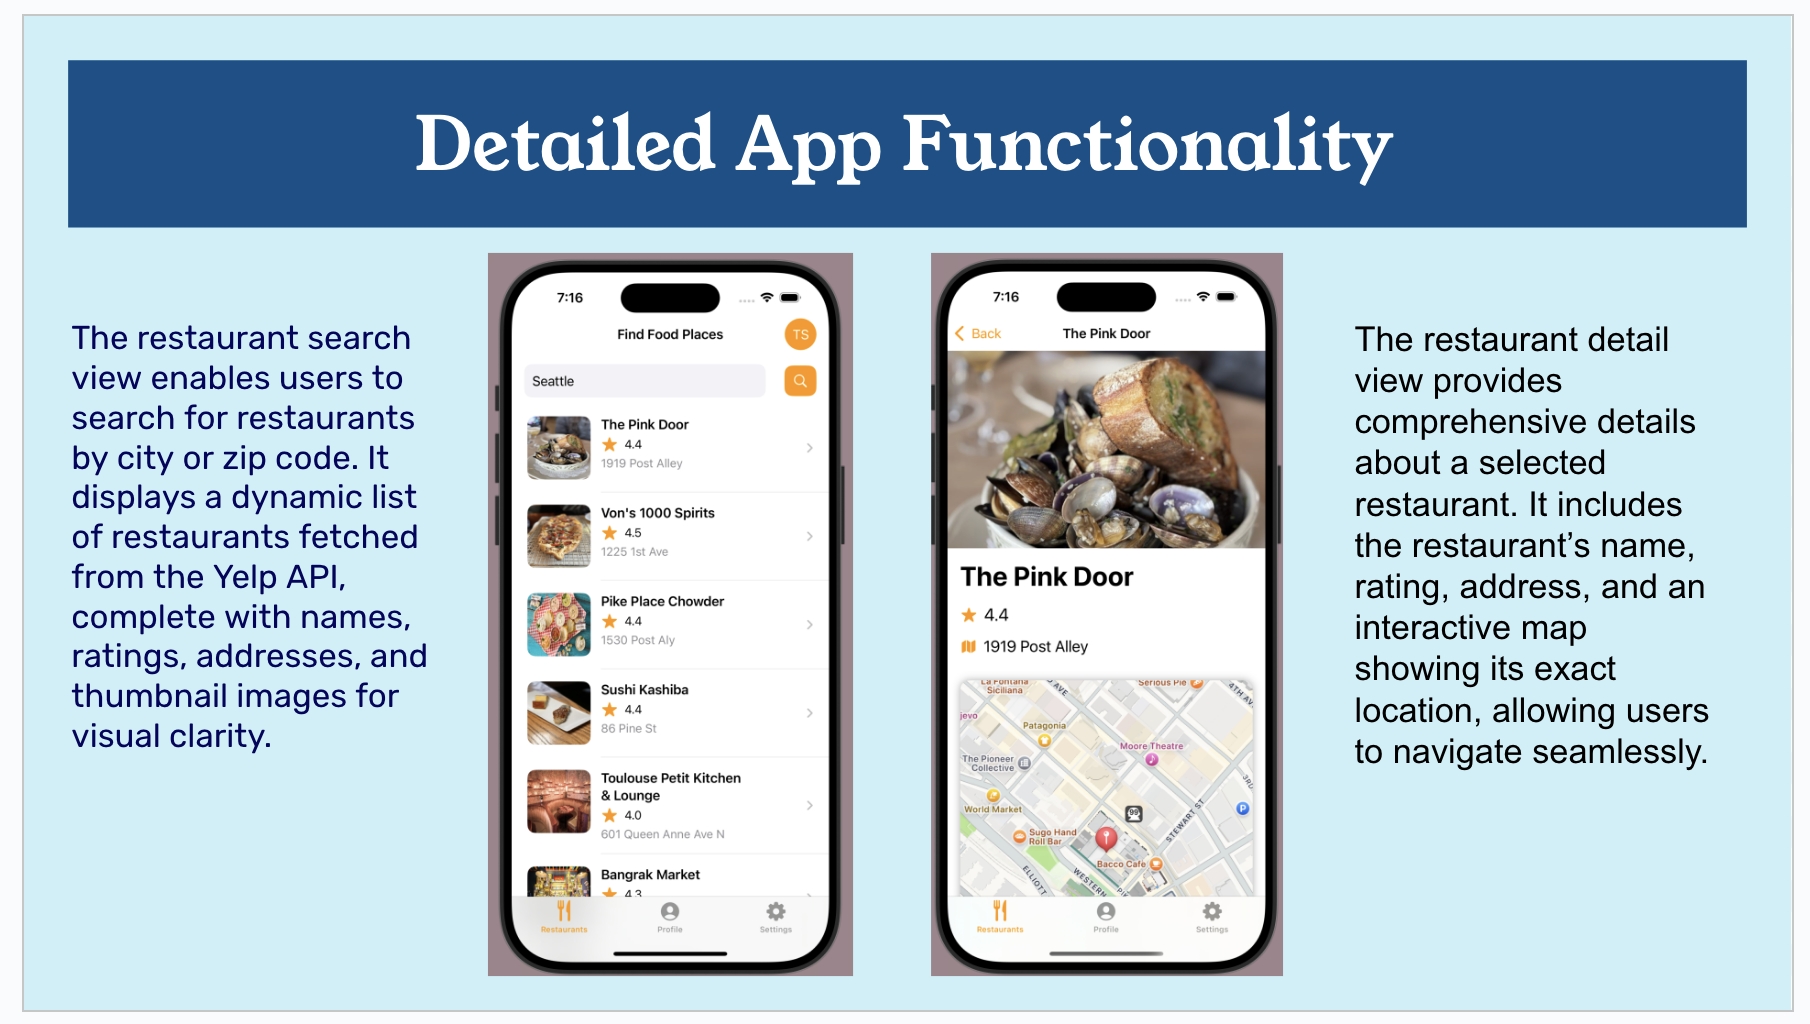 Detailed App Functionality
The restaurant search
view enables users to
search for restaurants
by city or zip code. It
displays a dynamic list
of restaurants fetched
from the Yelp API,
complete with names,
ratings, addresses, and
thumbnail images for
visual clarity.
7:16
Find Food Places
TS
Seattle
The Pink Door
4.4
1919 Post Alley
Von's 1000 Spirits
4.5
1225 1st Ave
Pike Place Chowder
4.4
1530 Post Aly
Sushi Kashiba
4.4
86 Pine St
Toulouse Petit Kitchen
& Lounge
4.0
601 Queen Anne Ave N
Bangrak Market
4.3
Restaurants
Profile
Settings
7:16
Back
The Pink Door
The Pink Door
4.4
1919 Post Alley
La Fontana
Siciliana
AVE
Serious Pie
4TH AV
jevo
Patagonia
Moore Theatre
The Pioneer
Collective
3RD
World Market
P
99
STEWART ST
Sugo Hand
Roll Bar
Bacco Café
ELLIOTT
WESTERN
Restaurants
Profile
Settings
The restaurant detail
view provides
comprehensive details
about a selected
restaurant. It includes
the restaurant’s name,
rating, address, and an
interactive map
showing its exact
location, allowing users
to navigate seamlessly.